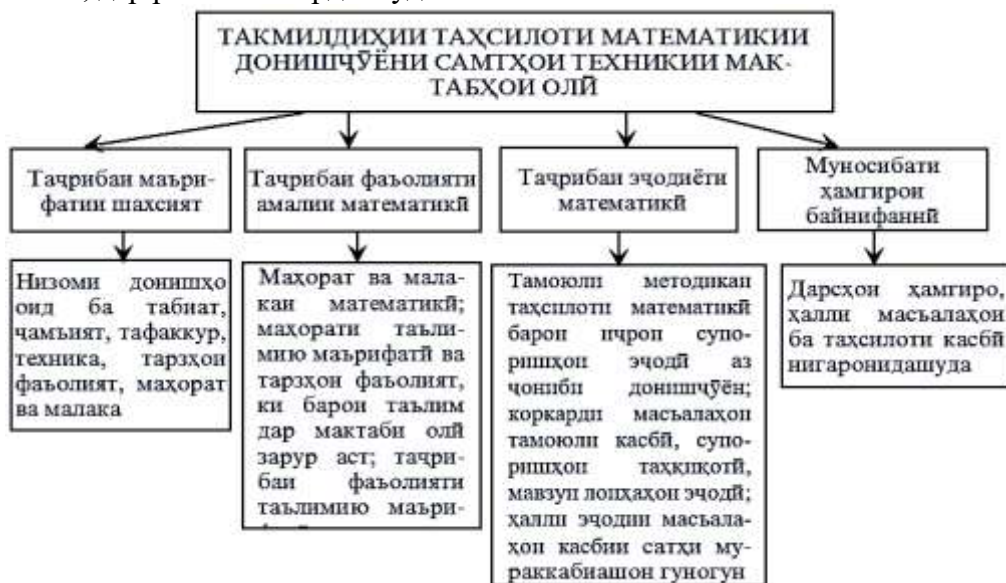 ТАКМИЛДИҲИИ ТАҲСИЛОТИ МАТЕМАТИКИИ
ДОНИШҶӮЁНИ САМТҲОИ ТЕХНИКИИ МАК-
ТАБҲОИ ОЛӢ
Таҷрибаи маъри-
фатии шахсият
Таҷрибаи фаъолияти
амалии математикӣ
Таҷрибаи эҷодиёти
математикӣ
Муносибати
ҳамгирои
байнифаннӣ
Низоми донишҳо
оид ба табиат,
ҷамъият, тафаккур,
техника, тарзҳои
фаъолият, маҳорат
ва малака
Маҳорат ва мала-
каи математикӣ;
маҳорати таъли-
мию маърифатӣ ва
тарзҳои фаъолият,
ки барои таълим
дар мактаби олӣ
зарур аст; таҷри-
баи фаъолияти
таълимию маъри-
Тамоюли методикаи
таҳсилоти математикӣ
барои иҷрои супо-
ришҳои эҷодӣ аз
ҷониби донишҷӯён;
коркарди масъалаҳои
тамоюли касбӣ, супо-
ришҳои таҳқиқотӣ,
мавзуи лоиҳаҳои эҷодӣ;
ҳалли эҷодии масъала-
ҳои касбии сатҳи му-
раккабиашон гуногун
Дарсҳои ҳамгиро,
ҳалли масъалаҳои
ба таҳсилоти касбӣ
нигаронидашуда